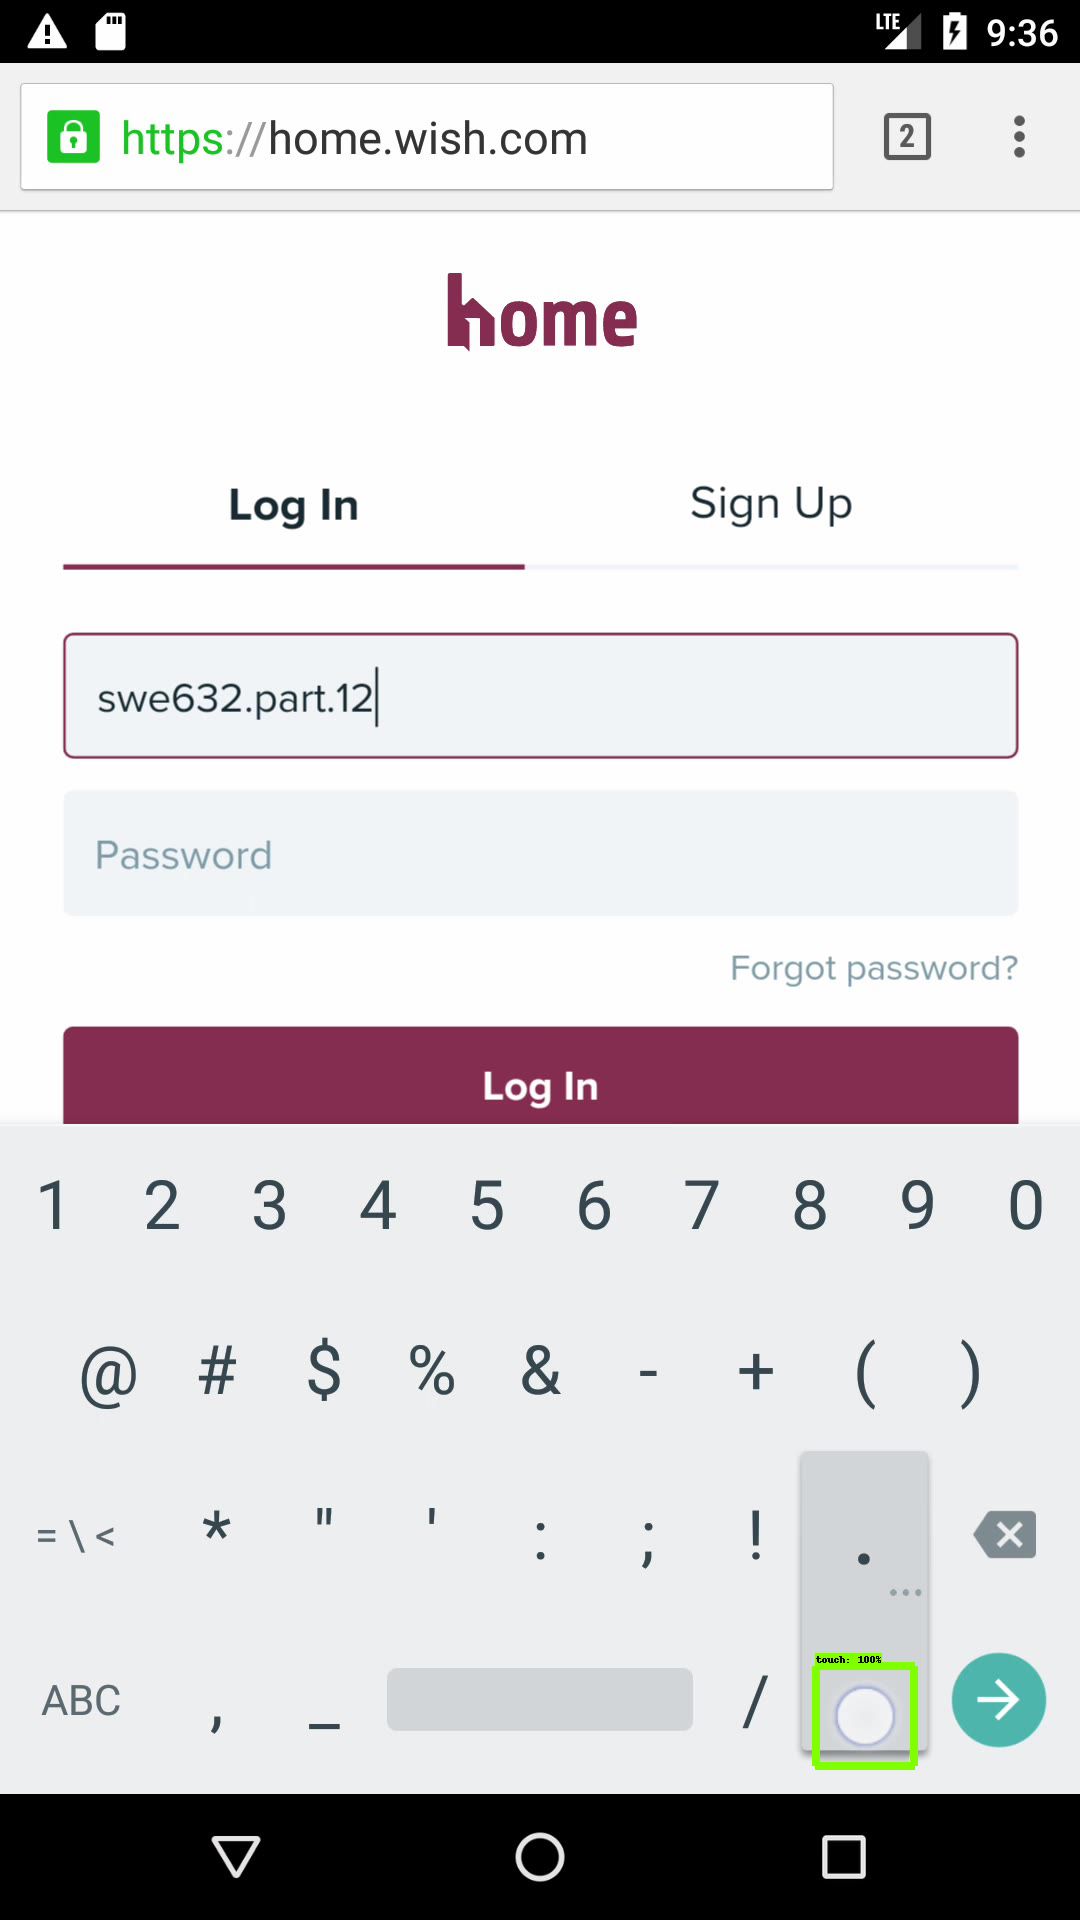 LTE 9:36
https://home.wish.com 2
home
Log In Sign Up
swe632.part.12
Password
Forgot password?
Log In
1 2 3 4 5 6 7 8 9 0
@ # $ % & - + ( )
= \ < * " ' : ; ! .
...
touch: 100%
ABC , _ /